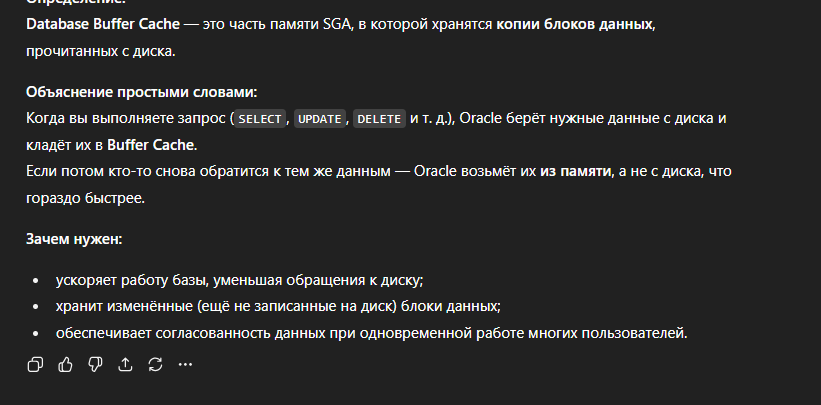 Определение:
Database Buffer Cache — это часть памяти SGA, в которой хранятся копии блоков данных,
прочитанных с диска.
Объяснение простыми словами:
Когда вы выполняете запрос (SELECT, UPDATE, DELETE и т. д.), Oracle берёт нужные данные с диска и
кладёт их в Buffer Cache.
Если потом кто-то снова обратится к тем же данным — Oracle возьмёт их из памяти, а не с диска, что
гораздо быстрее.
Зачем нужен:
• ускоряет работу базы, уменьшая обращения к диску;
• хранит изменённые (ещё не записанные на диск) блоки данных;
• обеспечивает согласованность данных при одновременной работе многих пользователей.